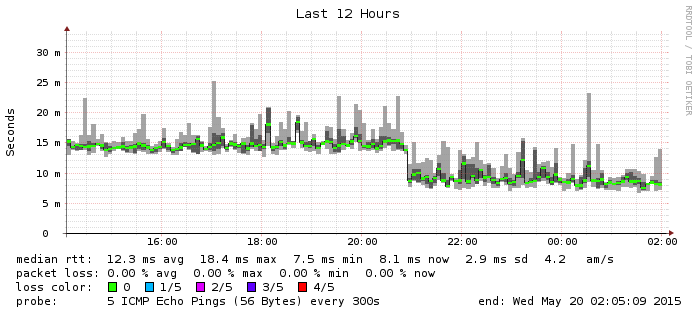 Last 12 Hours
RRDTOOL / TOBI OETIKER
Seconds
30 m
25 m
20 m
15 m
10 m
5 m
0
16:00 18:00 20:00 22:00 00:00 02:00
median rtt: 12.3 ms avg 18.4 ms max 7.5 ms min 8.1 ms now 2.9 ms sd 4.2 am/s
packet loss: 0.00 % avg 0.00 % max 0.00 % min 0.00 % now
loss color: 0 1/5 2/5 3/5 4/5
probe: 5 ICMP Echo Pings (56 Bytes) every 300s end: Wed May 20 02:05:09 2015